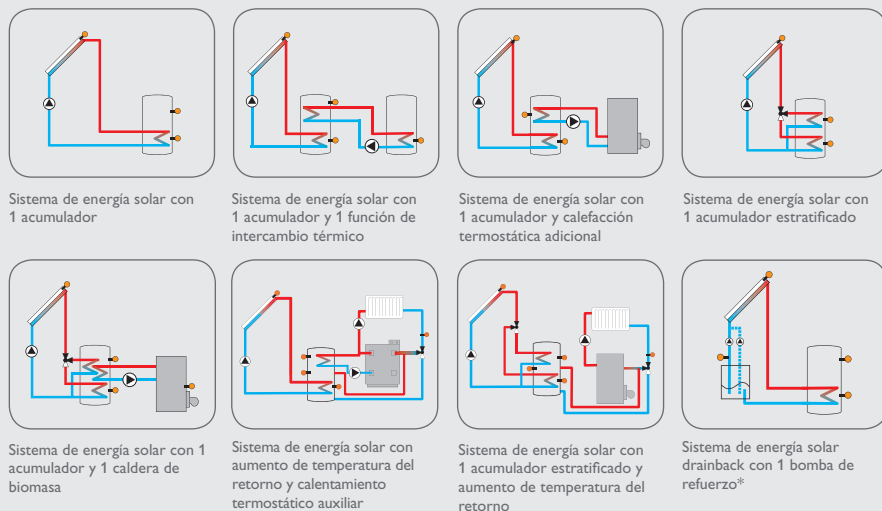 Sistema de energía solar con
1 acumulador
Sistema de energía solar con
1 acumulador y 1 función de
intercambio térmico
Sistema de energía solar con
1 acumulador y calefacción
termostática adicional
Sistema de energía solar con
1 acumulador estratificado
Sistema de energía solar con 1
acumulador y 1 caldera de
biomasa
Sistema de energía solar con
aumento de temperatura del
retorno y calentamiento
termostático auxiliar
Sistema de energía solar con
1 acumulador estratificado y
aumento de temperatura del
retorno
Sistema de energía solar
drainback con 1 bomba de
refuerzo*